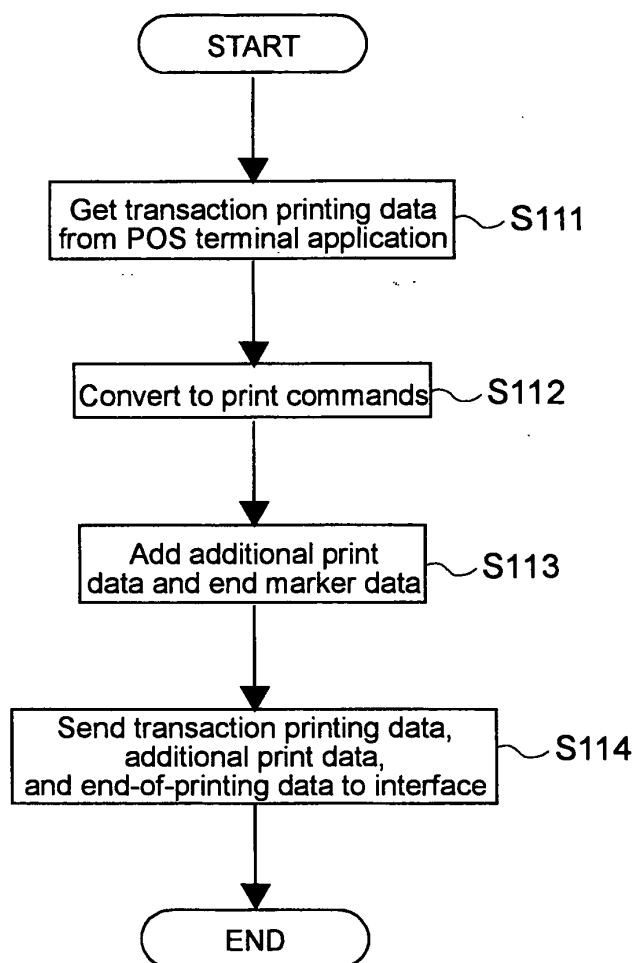 START
Get transaction printing data
from POS terminal application
S111
Convert to print commands
S112
Add additional print
data and end marker data
S113
Send transaction printing data,
additional print data,
and end-of-printing data to interface
S114
END